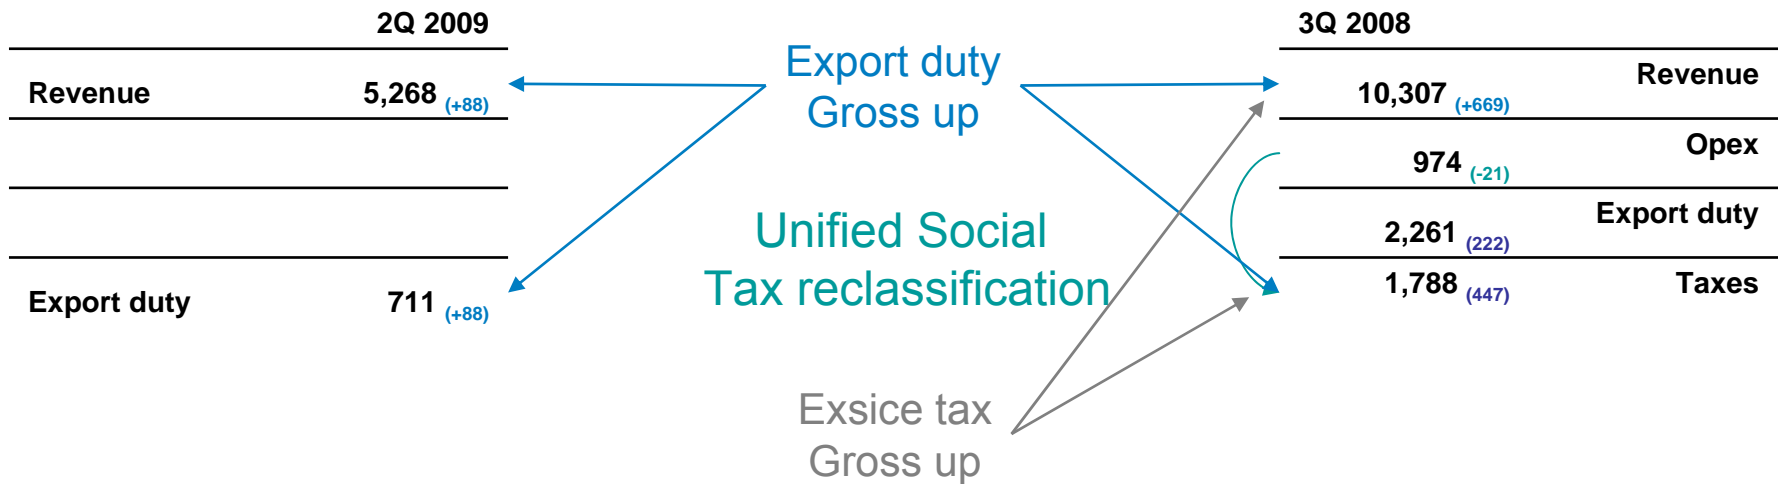 2Q 2009
Revenue 5,268 (+88)
Export duty 711 (+88)
Export duty
Gross up
Unified Social
Tax reclassification
Exsice tax
Gross up
3Q 2008
10,307 (+669) Revenue
974 (-21) Opex
2,261 (222) Export duty
1,788 (447) Taxes